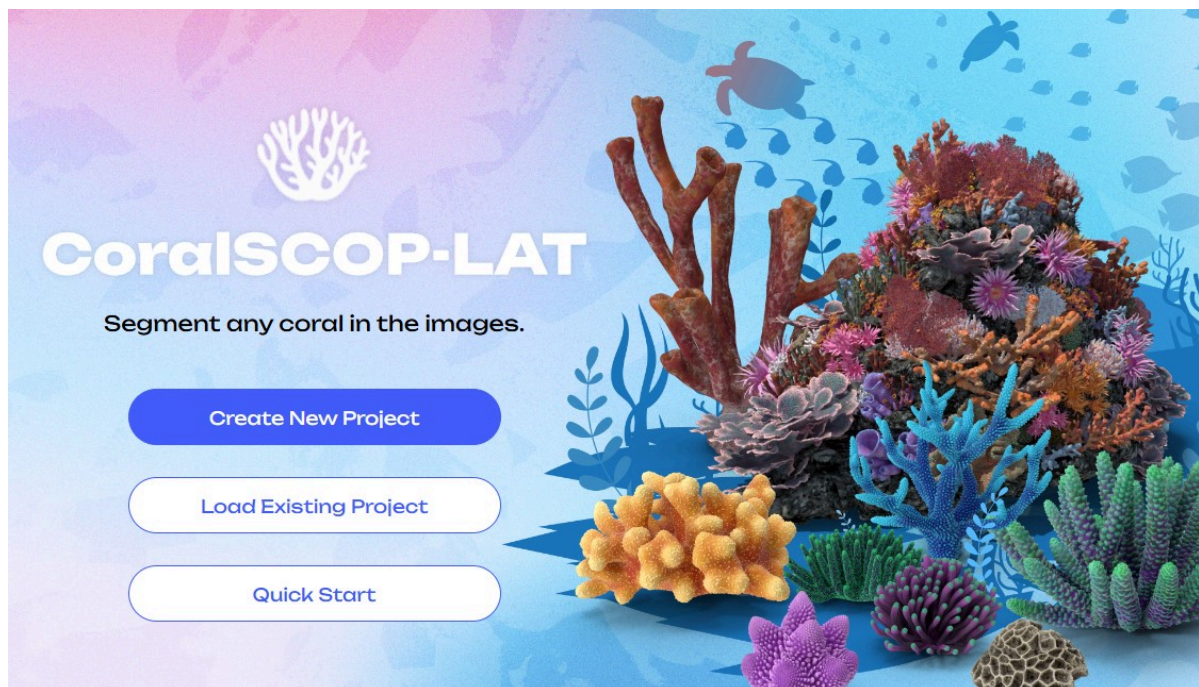 CoralSCOP-LAT
Segment any coral in the images.
Create New Project
Load Existing Project
Quick Start